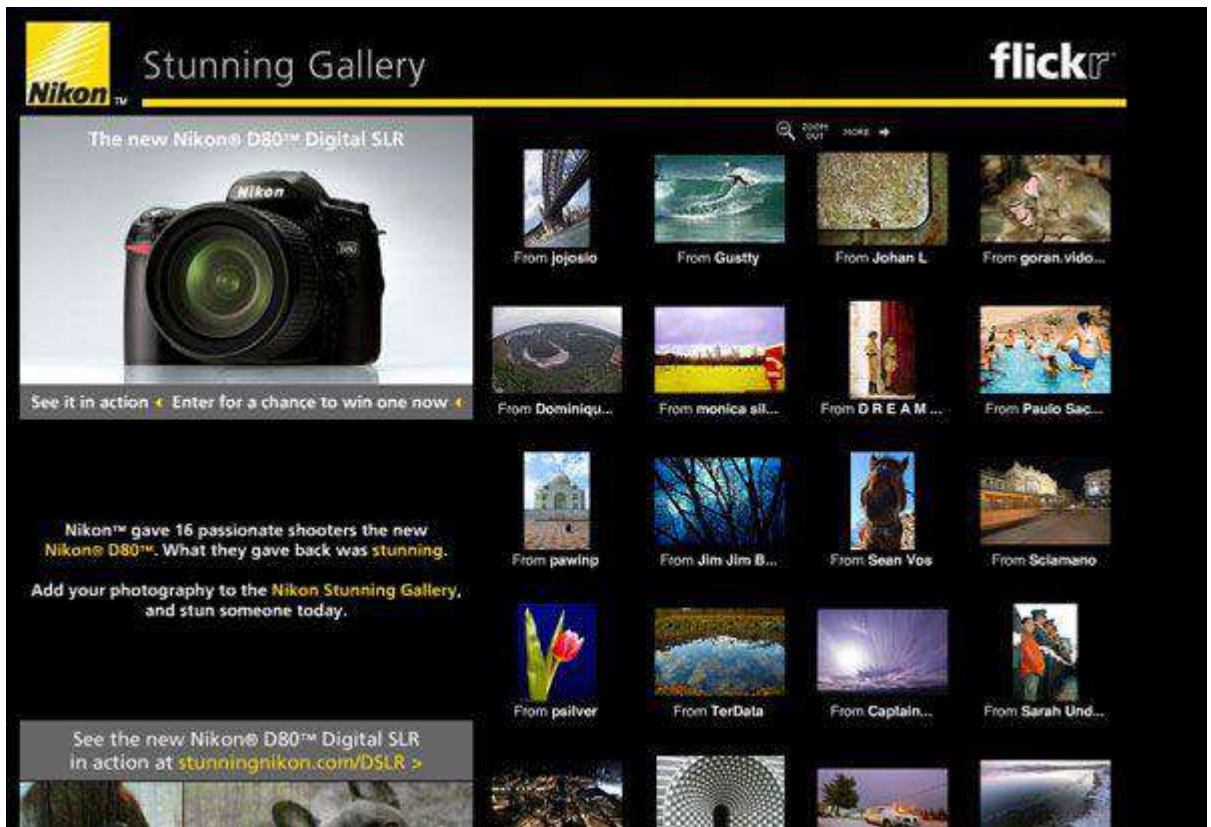 Nikon™
Stunning Gallery
flickr
The new Nikon® D80™ Digital SLR
Nikon
D80
See it in action Enter for a chance to win one now
Nikon™ gave 16 passionate shooters the new
Nikon® D80™. What they gave back was stunning.
Add your photography to the Nikon Stunning Gallery,
and stun someone today.
See the new Nikon® D80™ Digital SLR
in action at stunningnikon.com/DSLR >
ZOOM
OUT
MORE
From jojosio
From Gustty
From Johan L
From goran.vido...
From Dominiqu...
From monica sil...
From D R E A M ...
From Paulo Sac...
From pawinp
From Jim Jim B...
From Sean Vos
From Sciamano
From psilver
From TerData
From Captain...
From Sarah Und...